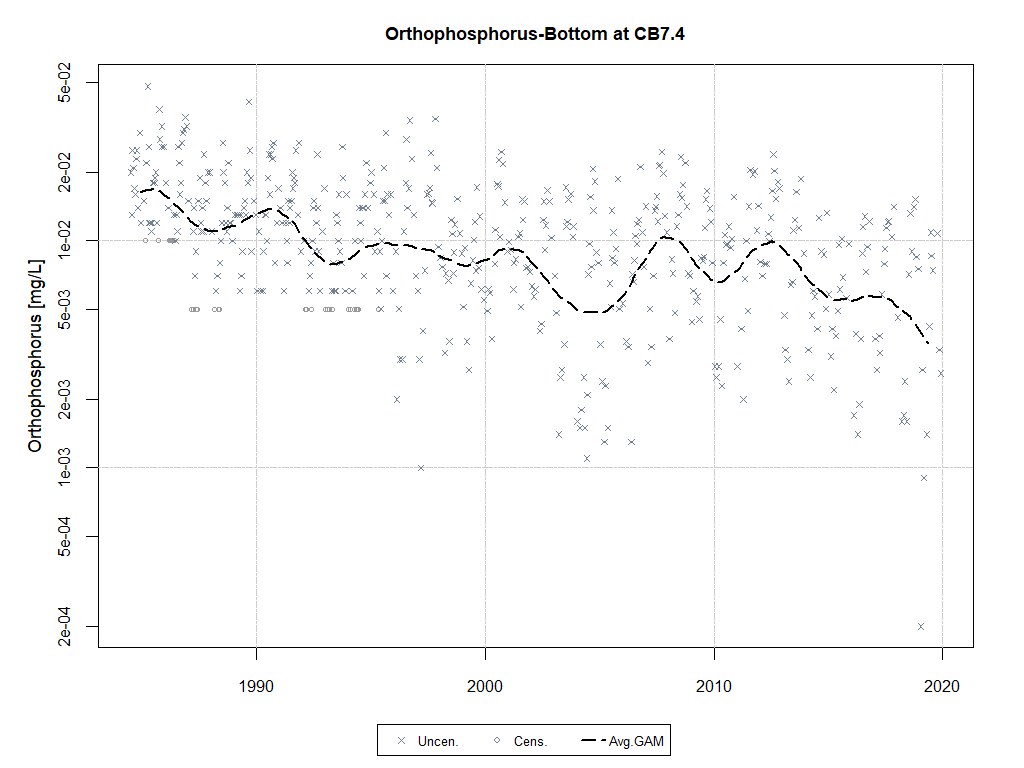 Orthophosphorus-Bottom at CB7.4
Orthophosphorus [mg/L]
5e-02
2e-02
1e-02
5e-03
2e-03
1e-03
5e-04
2e-04
1990 2000 2010 2020
Uncen. Cens. Avg.GAM